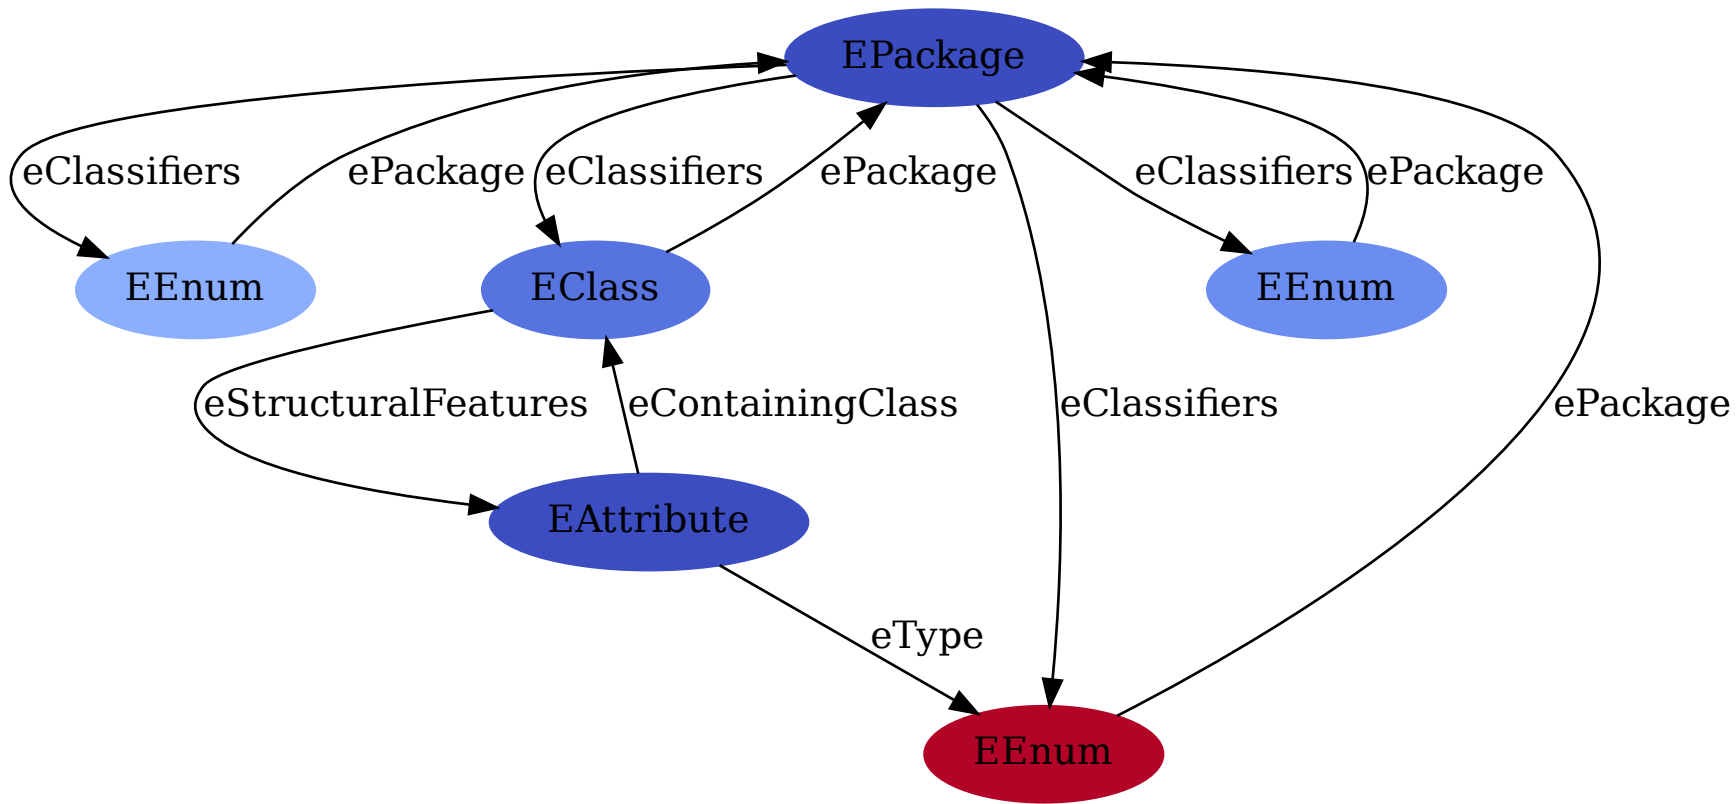 EPackage
eClassifiers
ePackage
eClassifiers
ePackage
eClassifiers
ePackage
EEnum
EClass
EEnum
eStructuralFeatures
eContainingClass
eClassifiers
ePackage
EAttribute
eType
EEnum